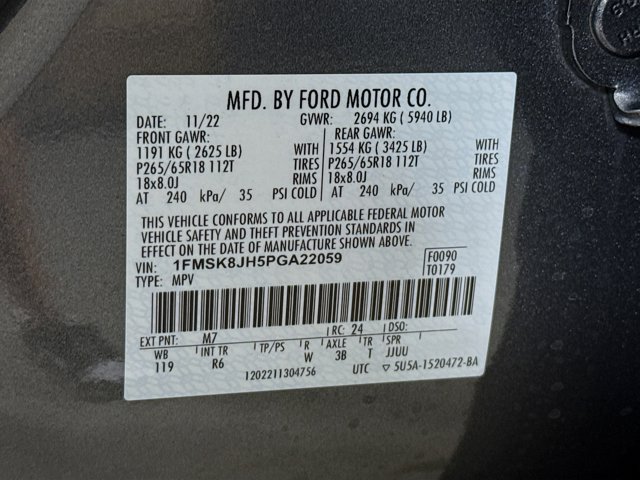 MFD. BY FORD MOTOR CO.
DATE: 11/22 GVWR: 2694 KG ( 5940 LB)
FRONT GAWR: REAR GAWR:
1191 KG ( 2625 LB) WITH 1554 KG ( 3425 LB) WITH
P265/65R18 112T TIRES P265/65R18 112T TIRES
18x8.0J RIMS 18x8.0J RIMS
AT 240 kPa/ 35 PSI COLD AT 240 kPa/ 35 PSI COLD
THIS VEHICLE CONFORMS TO ALL APPLICABLE FEDERAL MOTOR
VEHICLE SAFETY AND THEFT PREVENTION STANDARDS IN
EFFECT ON THE DATE OF MANUFACTURE SHOWN ABOVE.
VIN: 1FMSK8JH5PGA22059 F0090
TYPE: MPV T0179
EXT PNT: M7 RC: 24 DSO:
WB INT TR TP/PS R AXLE TR SPR
119 R6 W 3B T JJUU
1202211304756 UTC ▽ 5U5A-1520472-BA